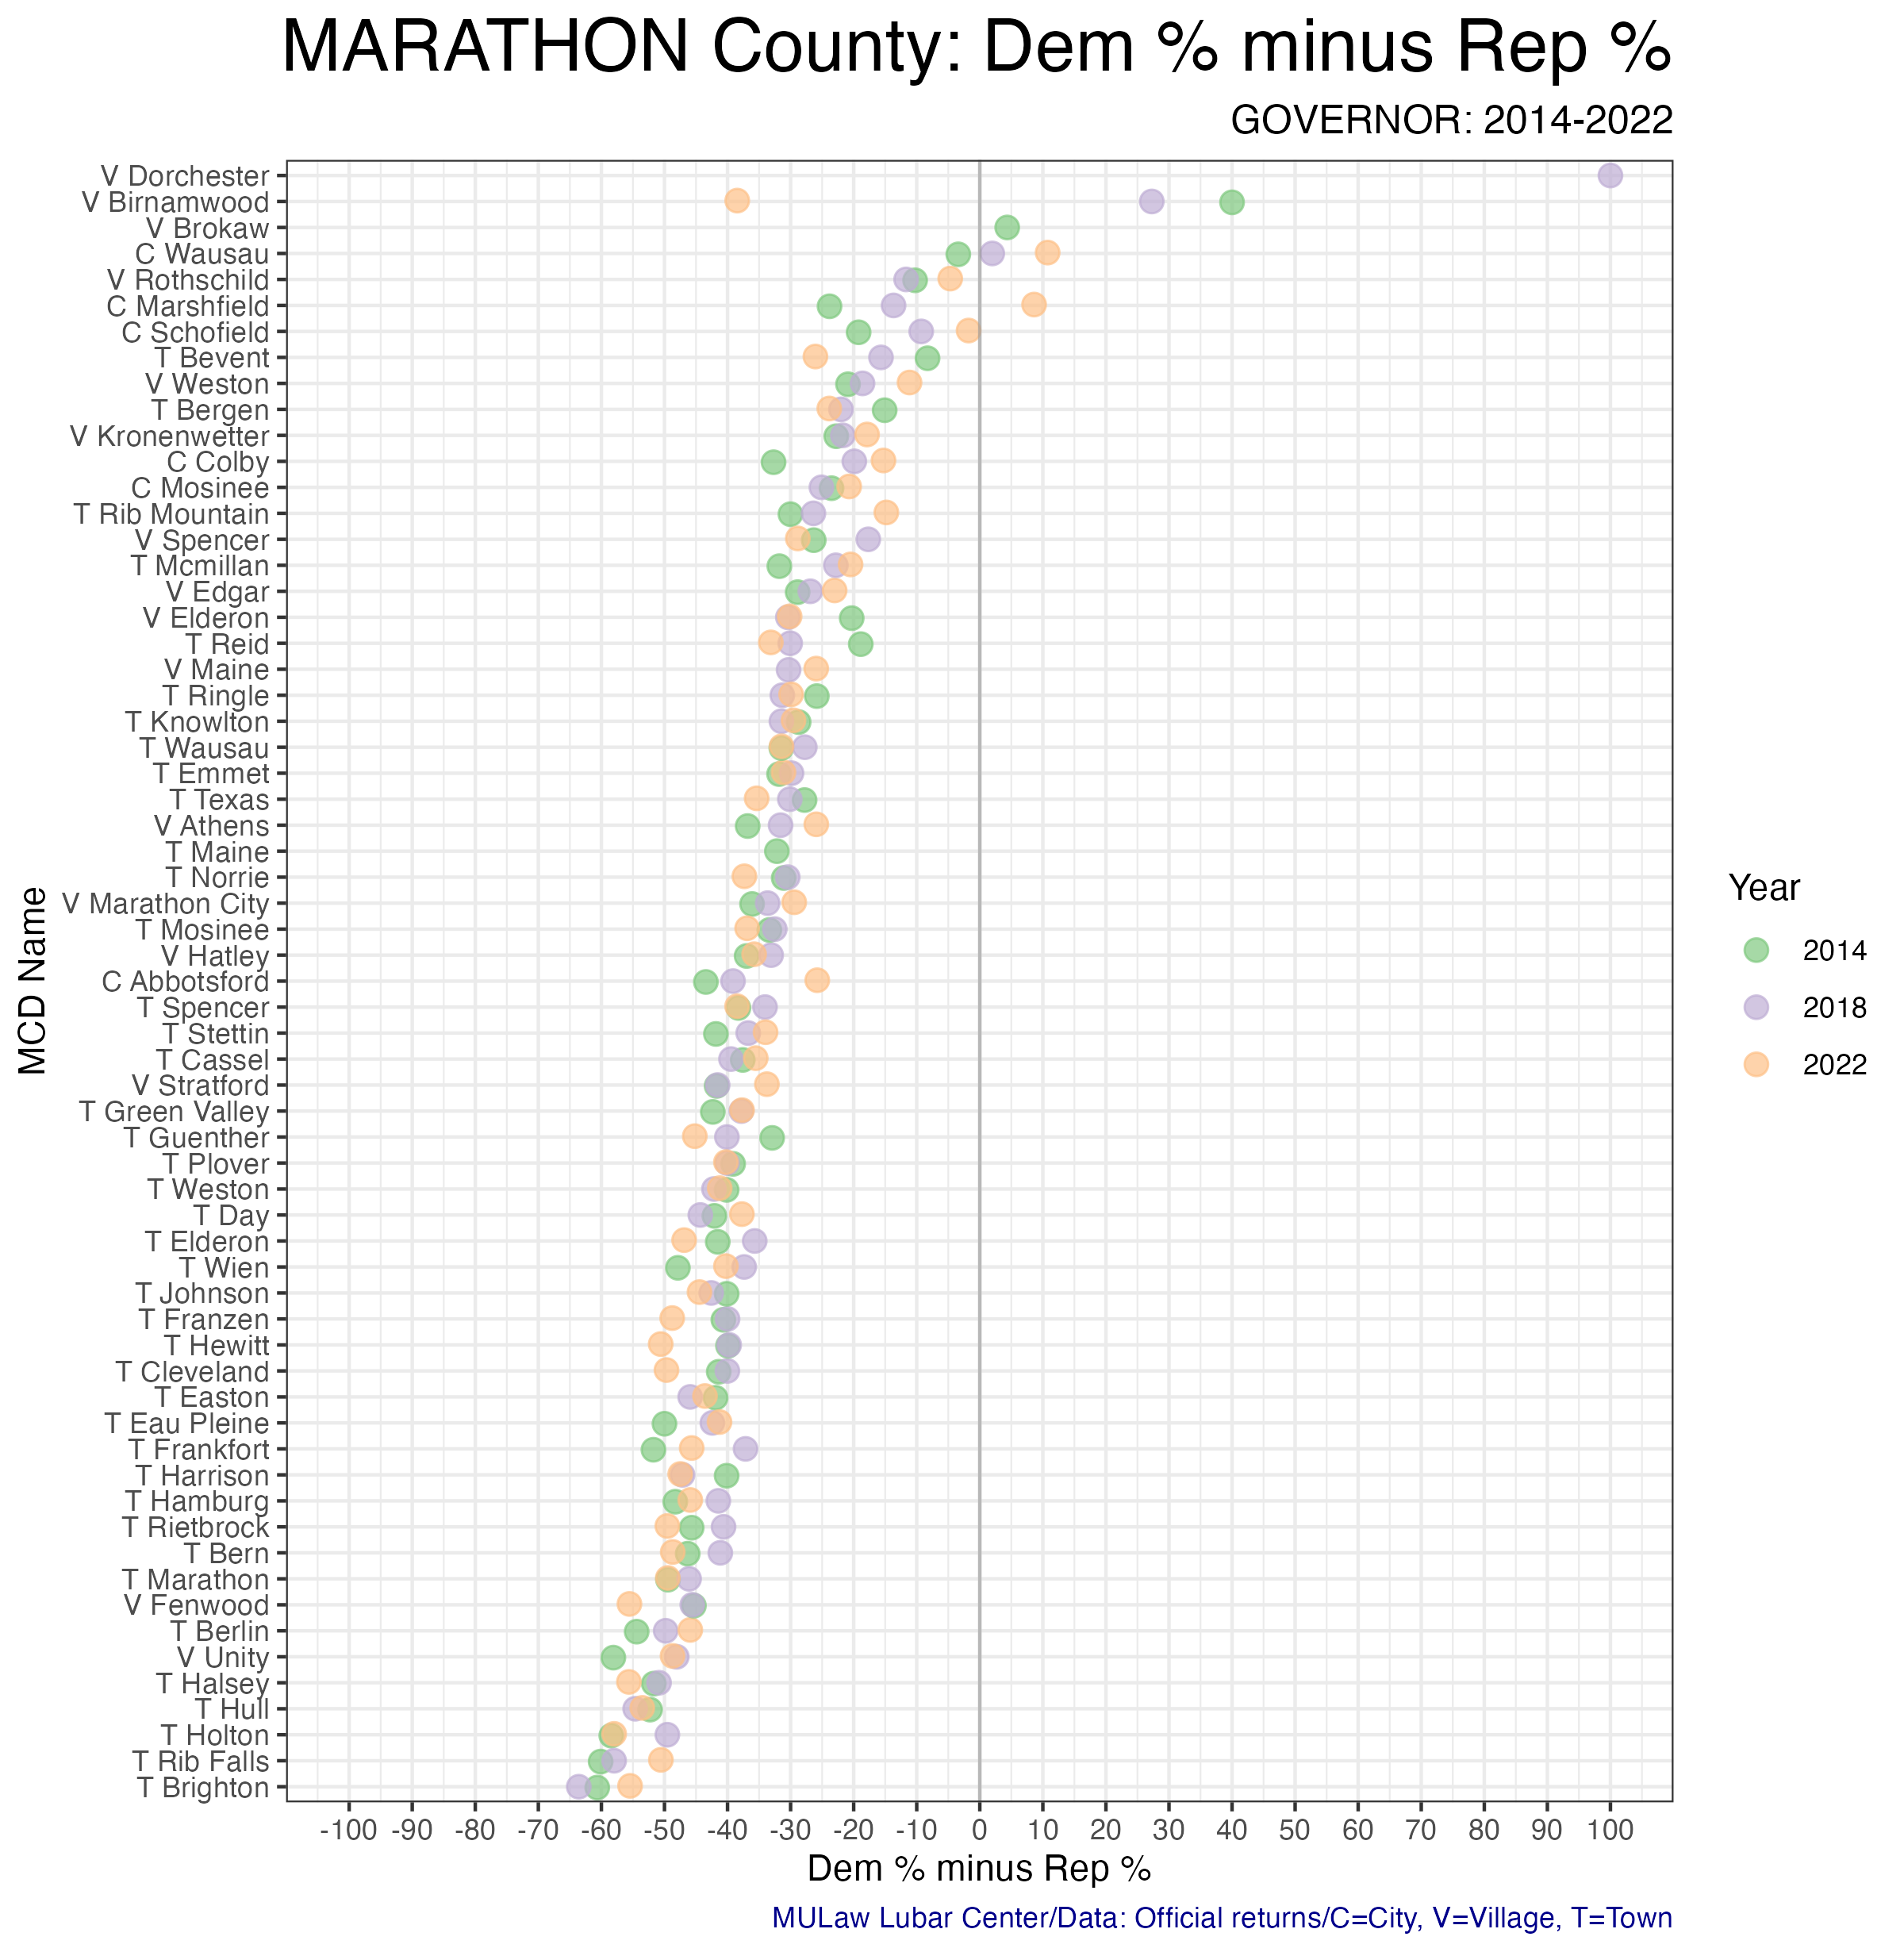 MARATHON County: Dem % minus Rep %
GOVERNOR: 2014-2022
V Dorchester
V Birnamwood
V Brokaw
C Wausau
V Rothschild
C Marshfield
C Schofield
T Bevent
V Weston
T Bergen
V Kronenwetter
C Colby
C Mosinee
T Rib Mountain
V Spencer
T Mcmillan
V Edgar
V Elderon
T Reid
V Maine
T Ringle
T Knowlton
T Wausau
T Emmet
T Texas
V Athens
T Maine
T Norrie
V Marathon City
T Mosinee
V Hatley
C Abbotsford
T Spencer
T Stettin
T Cassel
V Stratford
T Green Valley
T Guenther
T Plover
T Weston
T Day
T Elderon
T Wien
T Johnson
T Franzen
T Hewitt
T Cleveland
T Easton
T Eau Pleine
T Frankfort
T Harrison
T Hamburg
T Rietbrock
T Bern
T Marathon
V Fenwood
T Berlin
V Unity
T Halsey
T Hull
T Holton
T Rib Falls
T Brighton
MCD Name
-100 -90 -80 -70 -60 -50 -40 -30 -20 -10 0 10 20 30 40 50 60 70 80 90 100
Dem % minus Rep %
Year
2014
2018
2022
MULaw Lubar Center/Data: Official returns/C=City, V=Village, T=Town